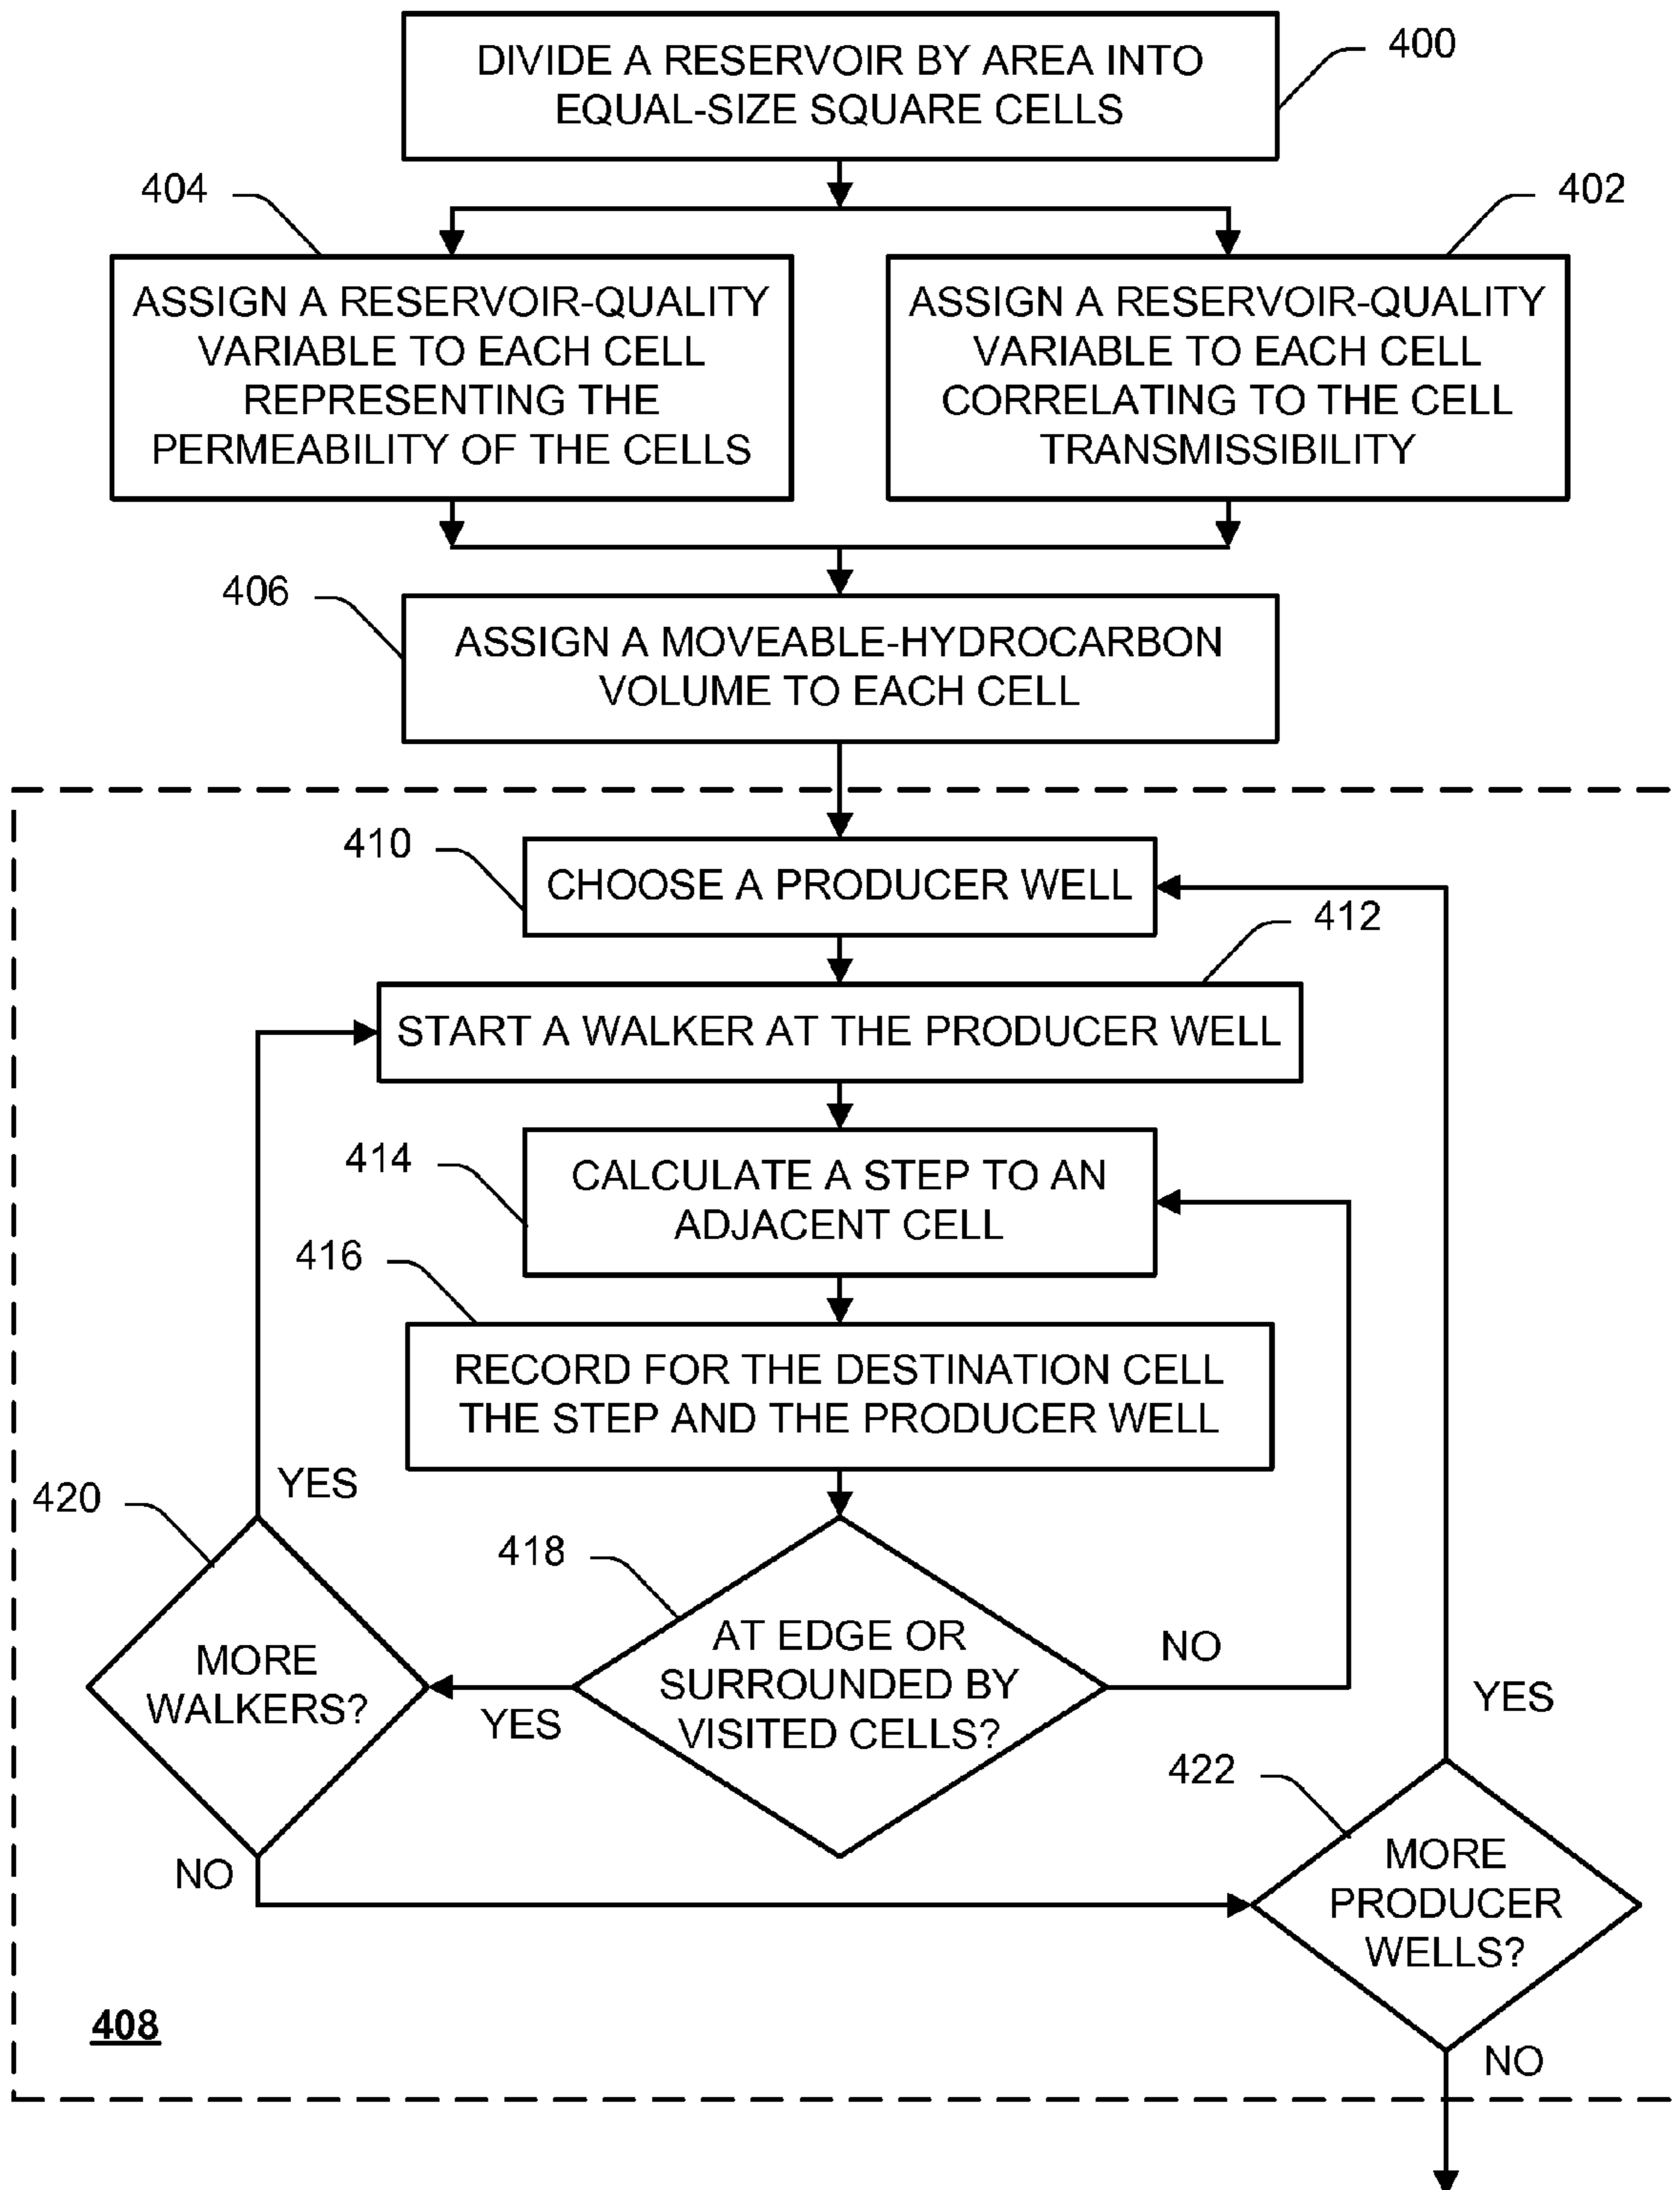 DIVIDE A RESERVOIR BY AREA INTO
EQUAL-SIZE SQUARE CELLS
400
404
402
ASSIGN A RESERVOIR-QUALITY
VARIABLE TO EACH CELL
REPRESENTING THE
PERMEABILITY OF THE CELLS
ASSIGN A RESERVOIR-QUALITY
VARIABLE TO EACH CELL
CORRELATING TO THE CELL
TRANSMISSIBILITY
406
ASSIGN A MOVEABLE-HYDROCARBON
VOLUME TO EACH CELL
410
CHOOSE A PRODUCER WELL
412
START A WALKER AT THE PRODUCER WELL
414
CALCULATE A STEP TO AN
ADJACENT CELL
416
RECORD FOR THE DESTINATION CELL
THE STEP AND THE PRODUCER WELL
YES
420
418
MORE
WALKERS?
AT EDGE OR
SURROUNDED BY
VISITED CELLS?
NO
YES
YES
422
NO
MORE
PRODUCER
WELLS?
408
NO